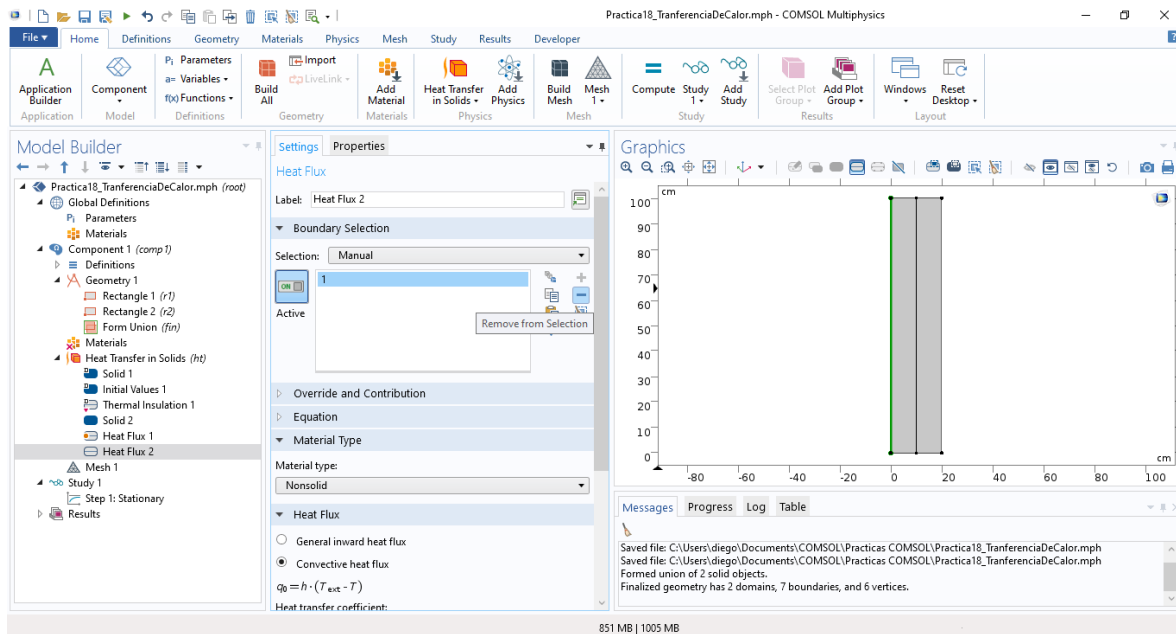 Practica18_TranferenciaDeCalor.mph - COMSOL Multiphysics
File Home Definitions Geometry Materials Physics Mesh Study Results Developer
Application Builder
Application
Component
Model
Pi Parameters
a= Variables
f(x) Functions
Definitions
Build All
Import
LiveLink
Geometry
Add Material
Materials
Heat Transfer in Solids
Add Physics
Physics
Build Mesh
Mesh 1
Mesh
Compute
Study 1
Add Study
Study
Select Plot Group
Add Plot Group
Results
Windows
Reset Desktop
Layout
Model Builder
Practica18_TranferenciaDeCalor.mph (root)
Global Definitions
Pi Parameters
Materials
Component 1 (comp1)
Definitions
Geometry 1
Rectangle 1 (r1)
Rectangle 2 (r2)
Form Union (fin)
Materials
Heat Transfer in Solids (ht)
Solid 1
Initial Values 1
Thermal Insulation 1
Solid 2
Heat Flux 1
Heat Flux 2
Mesh 1
Study 1
Step 1: Stationary
Results
Settings Properties
Heat Flux
Label: Heat Flux 2
Boundary Selection
Selection: Manual
ON
Active
1
Remove from Selection
Override and Contribution
Equation
Material Type
Material type:
Nonsolid
Heat Flux
General inward heat flux
Convective heat flux
q0=h·(Text-T)
Heat transfer coefficient:
Graphics
cm
100
90
80
70
60
50
40
30
20
10
0
cm
-80 -60 -40 -20 0 20 40 60 80 100
Messages Progress Log Table
Saved file: C:\Users\diego\Documents\COMSOL\Practicas COMSOL\Practica18_TranferenciaDeCalor.mph
Saved file: C:\Users\diego\Documents\COMSOL\Practicas COMSOL\Practica18_TranferenciaDeCalor.mph
Formed union of 2 solid objects.
Finalized geometry has 2 domains, 7 boundaries, and 6 vertices.
851 MB | 1005 MB